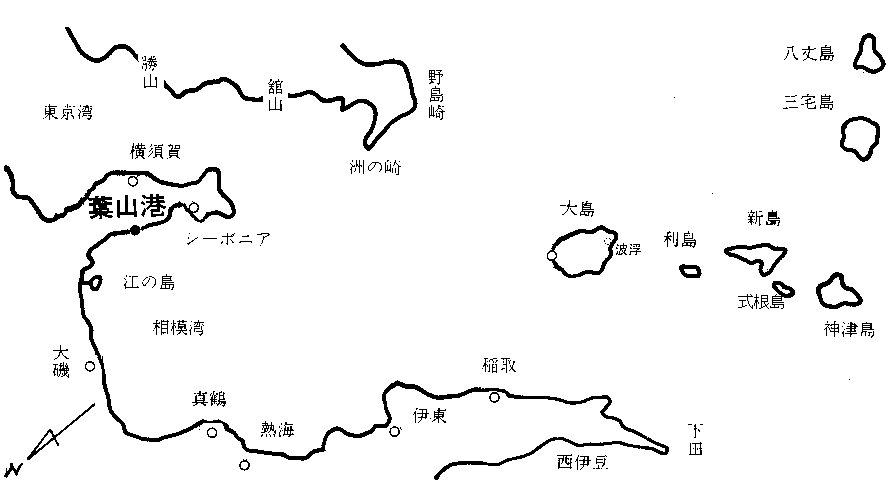 八丈島
勝山
舘山
野島崎
三宅島
東京湾
横須賀
洲の崎
葉山港
シーボニア
大島
波浮
利島
新島
江の島
式根島
神津島
相模湾
大磯
稲取
真鶴
熱海
伊東
下田
西伊豆
N